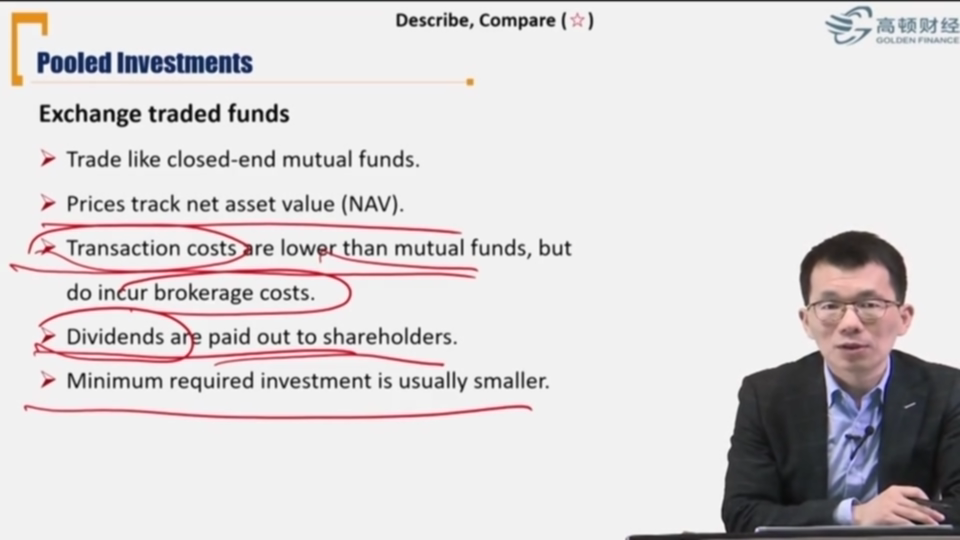 Describe, Compare (☆)
高顿财经
GOLDEN FINANCE
Pooled Investments
Exchange traded funds
➢ Trade like closed-end mutual funds.
➢ Prices track net asset value (NAV).
➢ Transaction costs are lower than mutual funds, but
do incur brokerage costs.
➢ Dividends are paid out to shareholders.
➢ Minimum required investment is usually smaller.